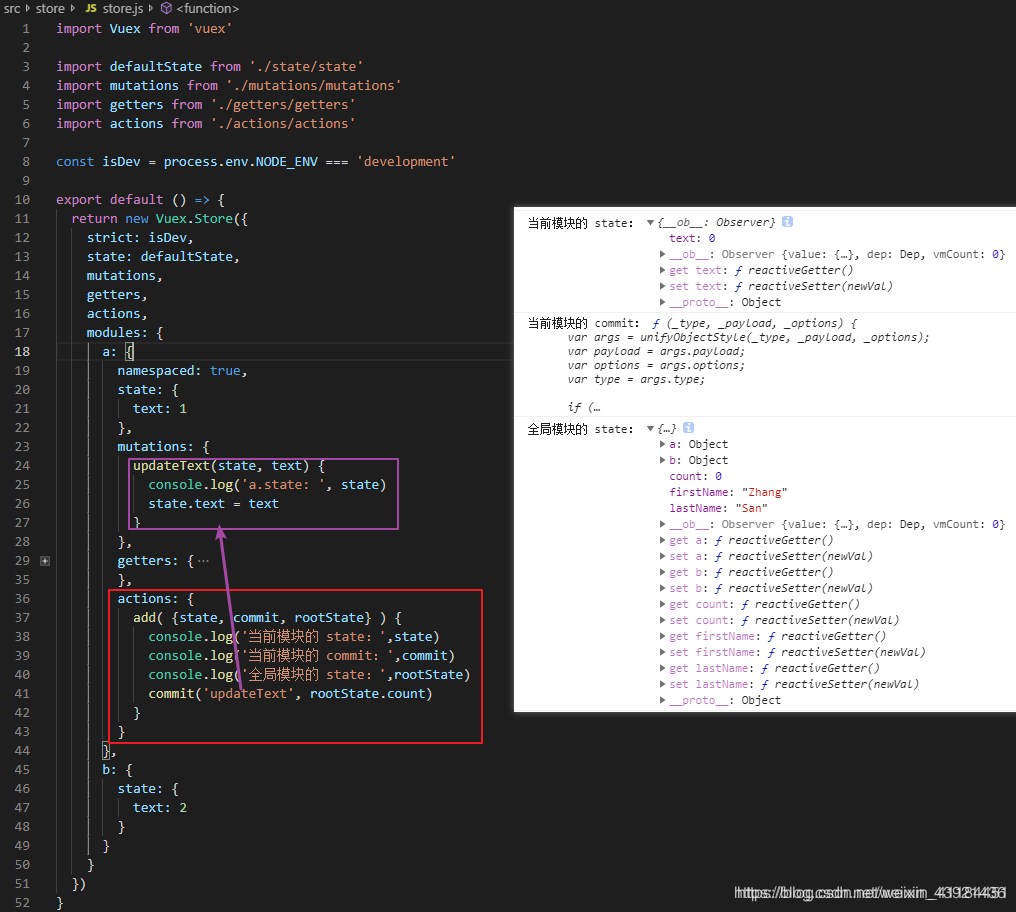 src › store › JS store.js › <function>
1 import Vuex from 'vuex'
2
3 import defaultState from './state/state'
4 import mutations from './mutations/mutations'
5 import getters from './getters/getters'
6 import actions from './actions/actions'
7
8 const isDev = process.env.NODE_ENV === 'development'
9
10 export default () => {
11 return new Vuex.Store({
12 strict: isDev,
13 state: defaultState,
14 mutations,
15 getters,
16 actions,
17 modules: {
18 a: {
19 namespaced: true,
20 state: {
21 text: 1
22 },
23 mutations: {
24 updateText(state, text) {
25 console.log('a.state: ', state)
26 state.text = text
27 }
28 },
29 getters: { ···
35 },
36 actions: {
37 add( {state, commit, rootState} ) {
38 console.log('当前模块的 state: ',state)
39 console.log('当前模块的 commit: ',commit)
40 console.log('全局模块的 state: ',rootState)
41 commit('updateText', rootState.count)
42 }
43 }
44 },
45 b: {
46 state: {
47 text: 2
48 }
49 }
50 }
51 })
52 }
当前模块的 state: ▼{__ob__: Observer} i
text: 0
▶__ob__: Observer {value: {…}, dep: Dep, vmCount: 0}
▶get text: ƒ reactiveGetter()
▶set text: ƒ reactiveSetter(newVal)
▶__proto__: Object
当前模块的 commit: ƒ (_type, _payload, _options) {
var args = unifyObjectStyle(_type, _payload, _options);
var payload = args.payload;
var options = args.options;
var type = args.type;
if (…
全局模块的 state: ▼{…} i
▶a: Object
▶b: Object
count: 0
firstName: "Zhang"
lastName: "San"
▶__ob__: Observer {value: {…}, dep: Dep, vmCount: 0}
▶get a: ƒ reactiveGetter()
▶set a: ƒ reactiveSetter(newVal)
▶get b: ƒ reactiveGetter()
▶set b: ƒ reactiveSetter(newVal)
▶get count: ƒ reactiveGetter()
▶set count: ƒ reactiveSetter(newVal)
▶get firstName: ƒ reactiveGetter()
▶set firstName: ƒ reactiveSetter(newVal)
▶get lastName: ƒ reactiveGetter()
▶set lastName: ƒ reactiveSetter(newVal)
▶__proto__: Object